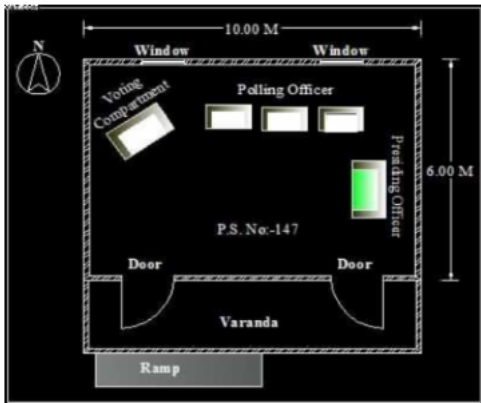 10.00 M
N
Window Window
Voting
Compartment
Polling Officer
Presiding Officer
6.00 M
P.S. No:-147
Door Door
Varanda
Ramp